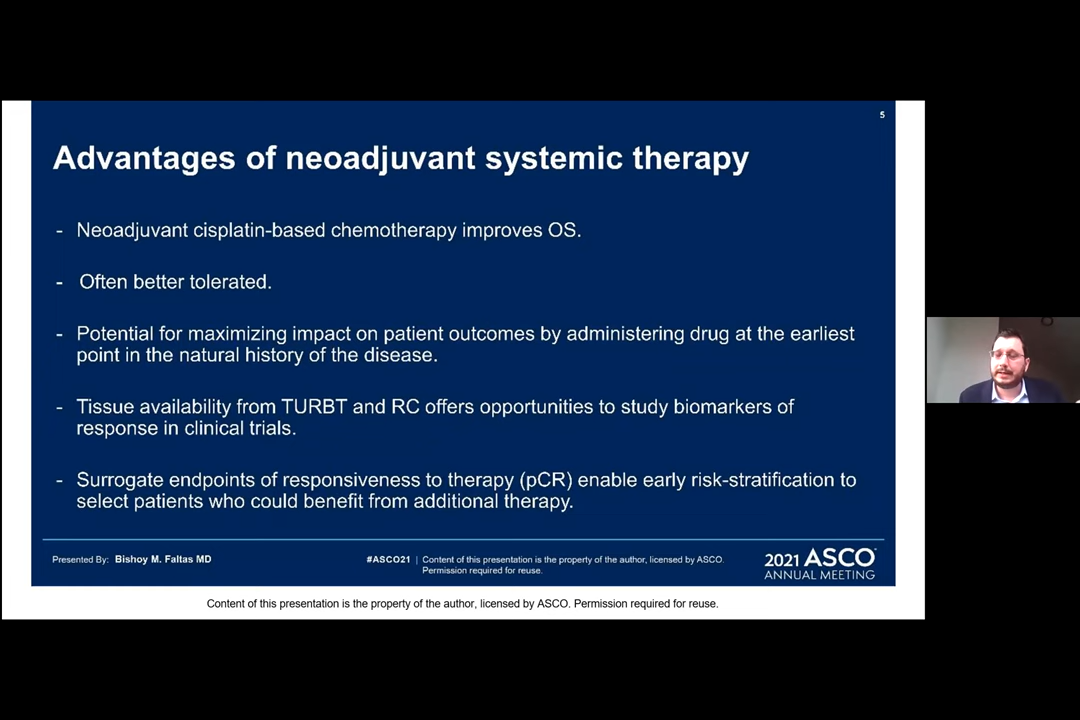 5
Advantages of neoadjuvant systemic therapy
- Neoadjuvant cisplatin-based chemotherapy improves OS.
- Often better tolerated.
- Potential for maximizing impact on patient outcomes by administering drug at the earliest
point in the natural history of the disease.
- Tissue availability from TURBT and RC offers opportunities to study biomarkers of
response in clinical trials.
- Surrogate endpoints of responsiveness to therapy (pCR) enable early risk-stratification to
select patients who could benefit from additional therapy.
Presented By: Bishoy M. Faltas MD
#ASCO21 | Content of this presentation is the property of the author, licensed by ASCO.
Permission required for reuse.
2021 ASCO
ANNUAL MEETING
Content of this presentation is the property of the author, licensed by ASCO. Permission required for reuse.